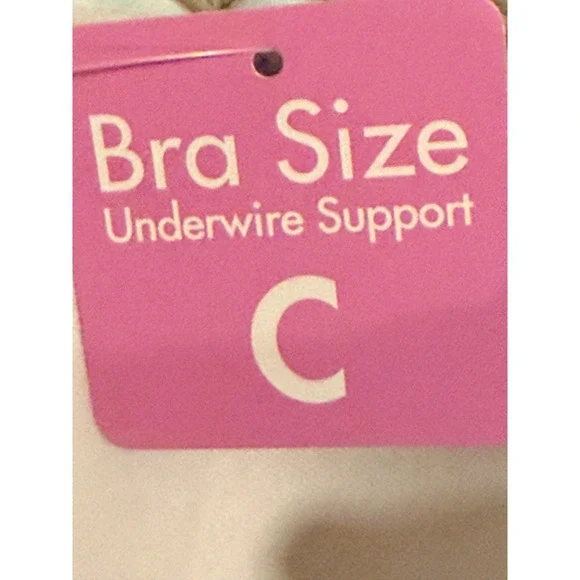 Bra Size
Underwire Support
C